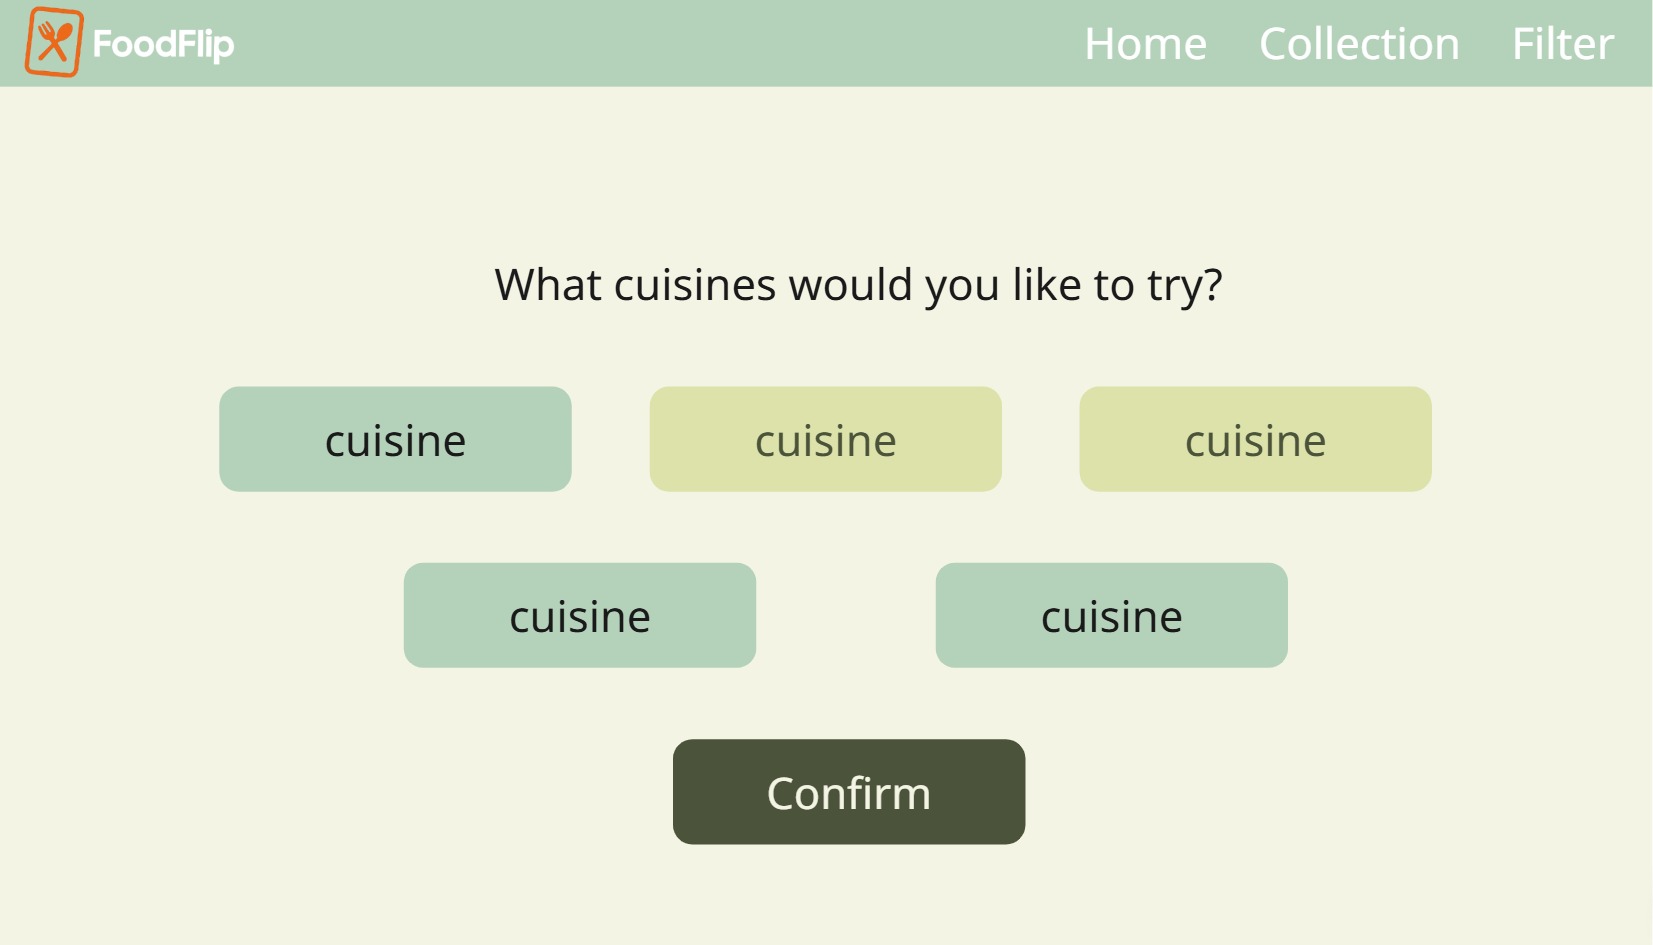 FoodFlip Home Collection Filter
What cuisines would you like to try?
cuisine cuisine cuisine
cuisine cuisine
Confirm